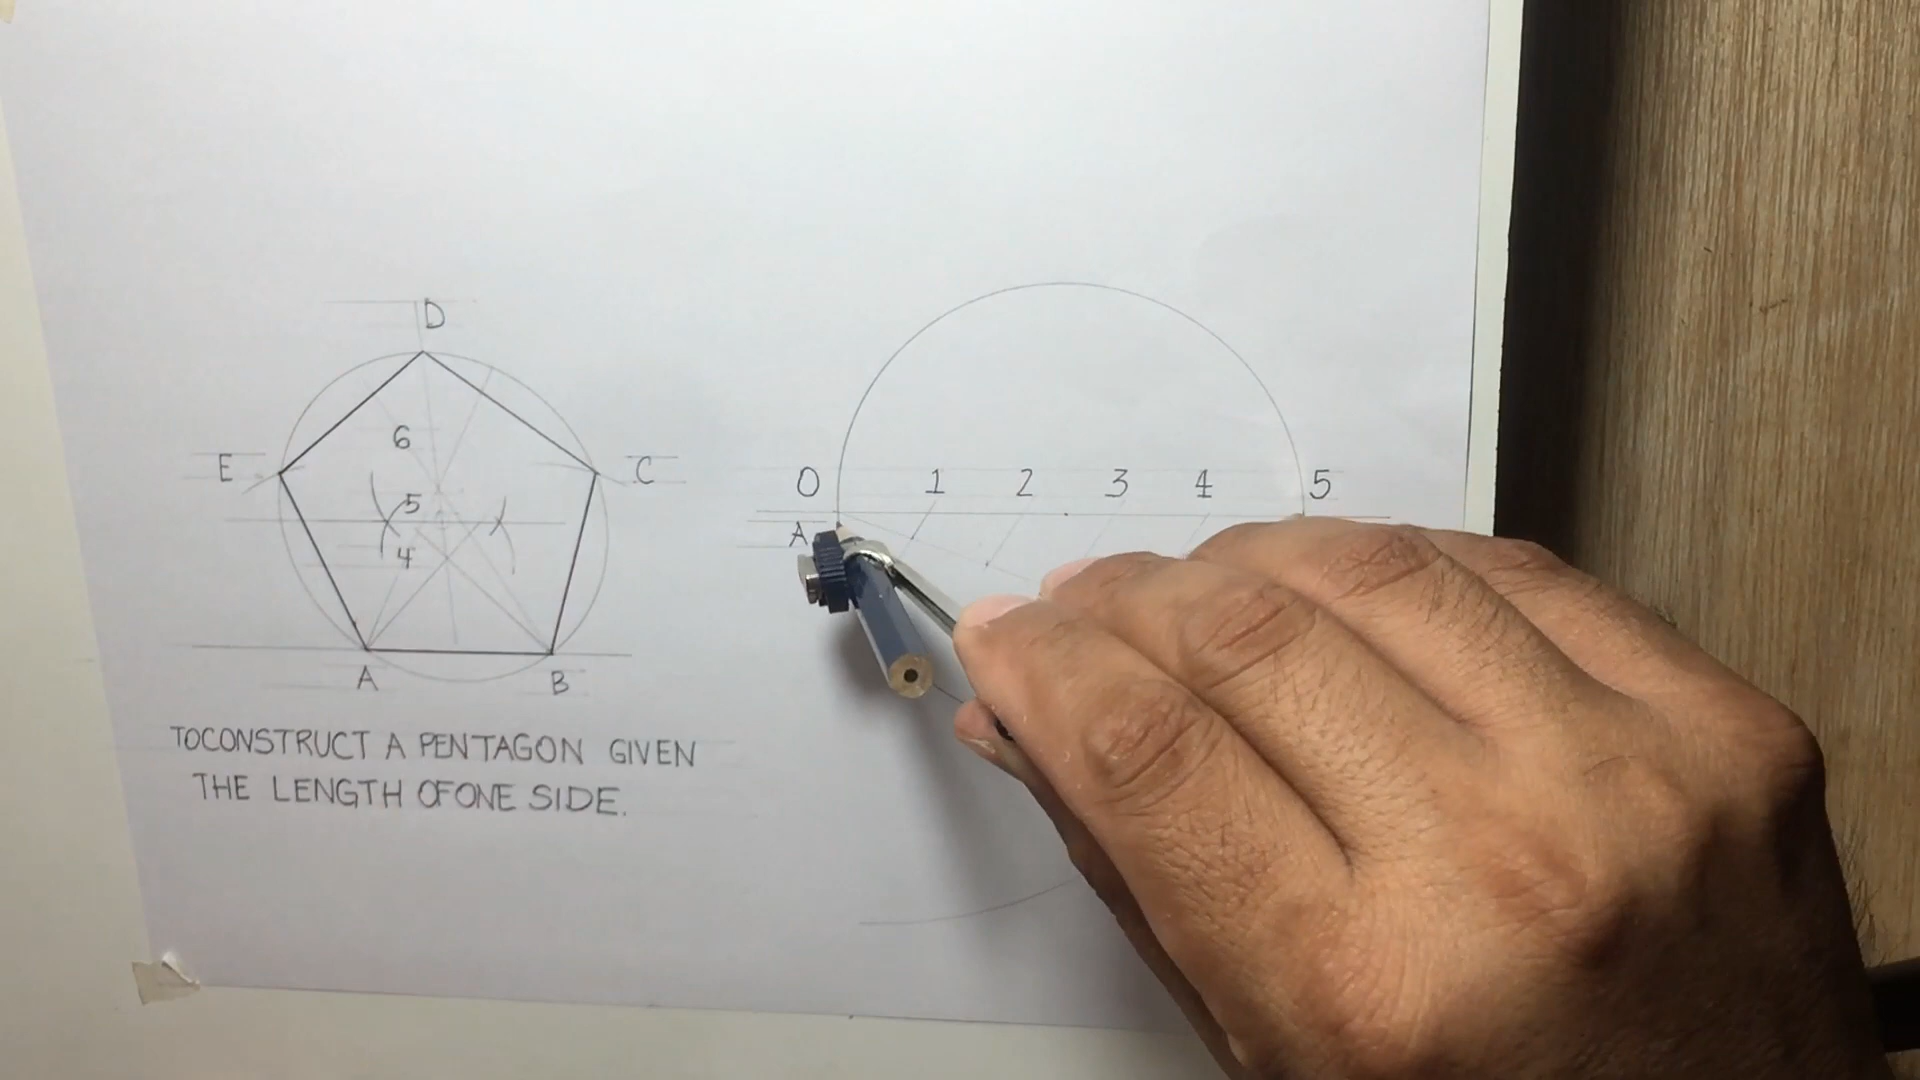 D
6
E
C
5
4
A
B
TOCONSTRUCT A PENTAGON GIVEN
THE LENGTH OFONE SIDE.
0 1 2 3 4 5
A